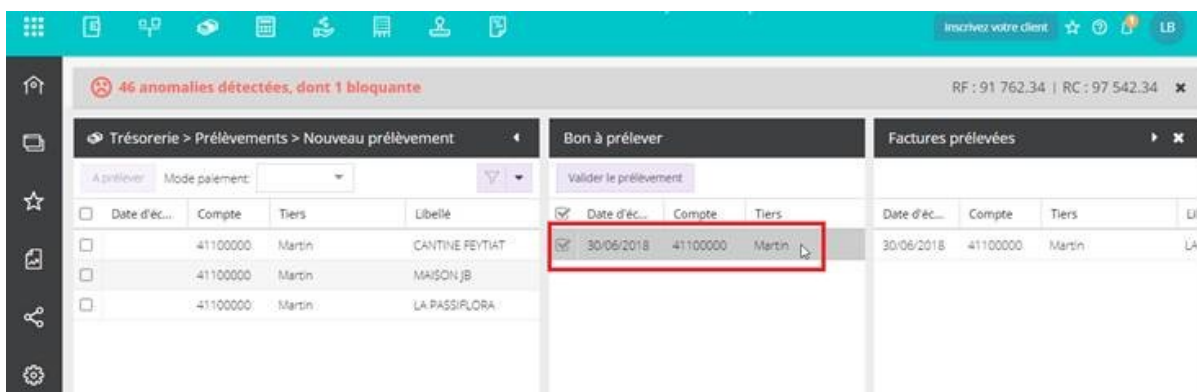 Inscrivez votre client
LB
46 anomalies détectées, dont 1 bloquante
RF : 91 762.34 | RC : 97 542.34
Trésorerie > Prélèvements > Nouveau prélèvement
Bon à prélever
Factures prélevées
A prélever Mode paiement:
Valider le prélèvement
Date d'éc... Compte Tiers Libellé
Date d'éc... Compte Tiers
Date d'éc... Compte Tiers
41100000 Martin CANTINE FEYTIAT
30/06/2018 41100000 Martin
30/06/2018 41100000 Martin LA
41100000 Martin MAISON JB
41100000 Martin LA PASSIFLORA